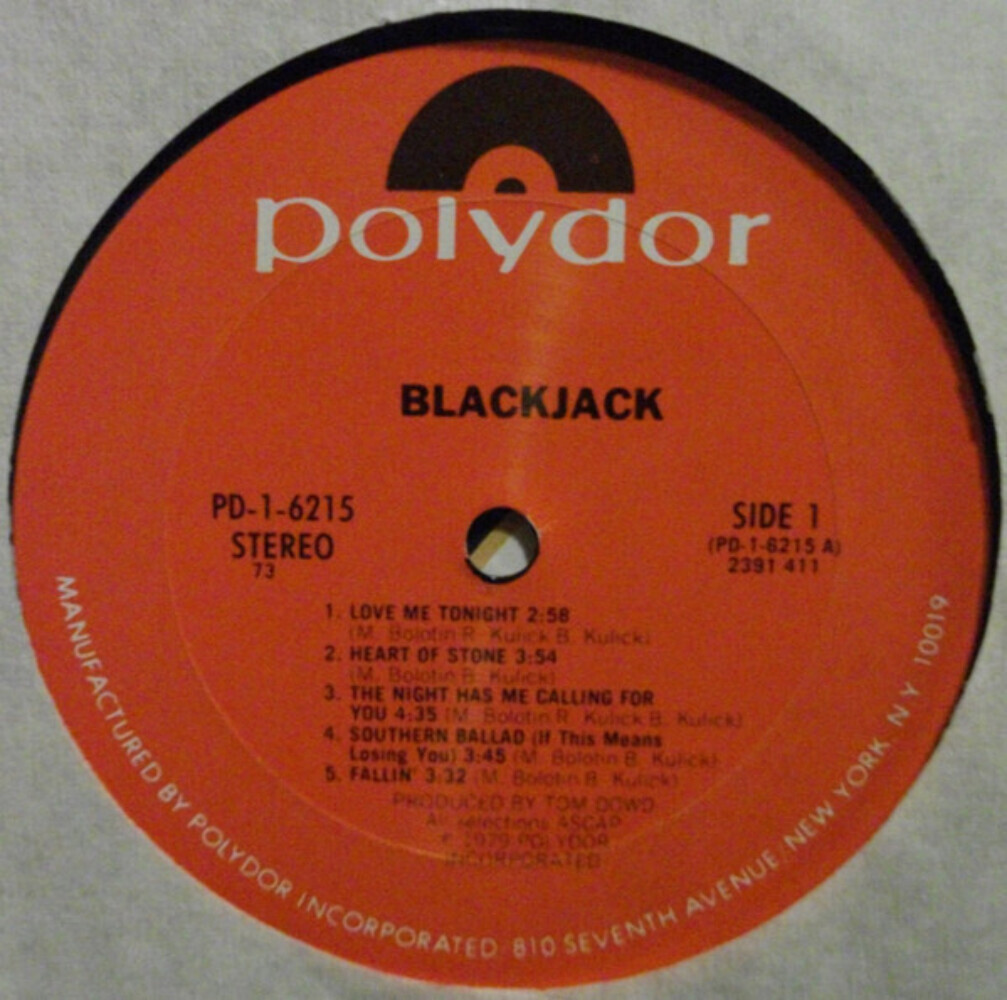 polydor
BLACKJACK
PD-1-6215
STEREO
73
SIDE 1
(PD-1-6215 A)
2391 411
1. LOVE ME TONIGHT 2:58
(M. Bolotin R. Kulick B. Kulick)
2. HEART OF STONE 3:54
(M. Bolotin B. Kulick)
3. THE NIGHT HAS ME CALLING FOR
YOU 4:35 (M. Bolotin R. Kulick B. Kulick)
4. SOUTHERN BALLAD (If This Means
Losing You) 3:45 (M. Bolotin B. Kulick)
5. FALLIN' 3:32 (M. Bolotin B. Kulick)
PRODUCED BY TOM DOWD
All selections ASCAP
1979 POLYDOR
INCORPORATED
MANUFACTURED BY POLYDOR INCORPORATED 810 SEVENTH AVENUE NEW YORK N Y 10019